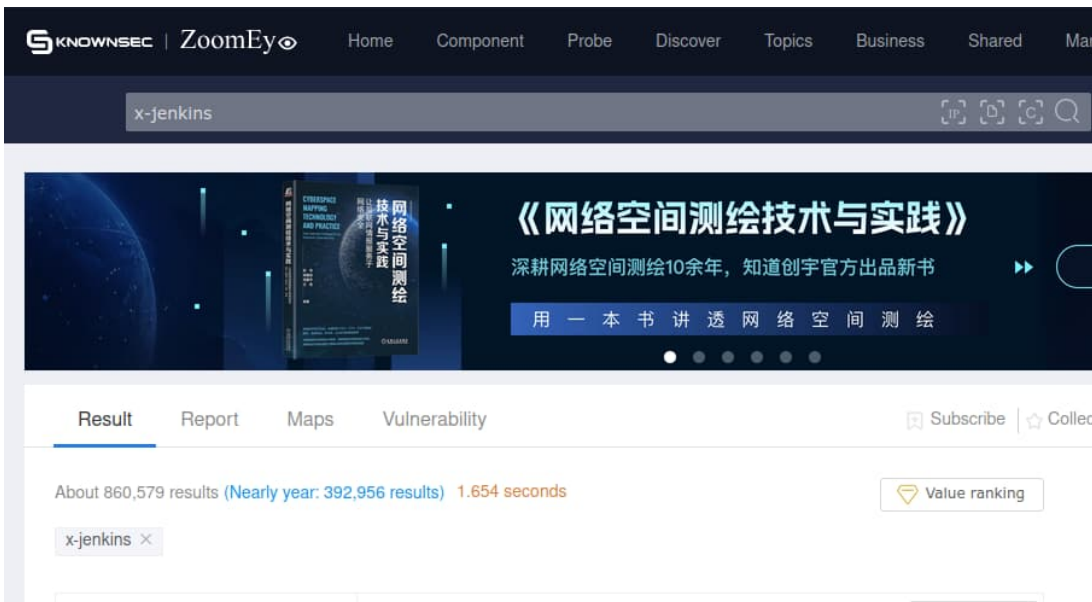 KNOWNSEC | ZoomEye Home Component Probe Discover Topics Business Shared Mar
x-jenkins
CYBERSPACE
MAPPING
TECHNOLOGY
AND PRACTICE
网络空间测绘
技术与实践
《网络空间测绘技术与实践》
深耕网络空间测绘10余年，知道创宇官方出品新书
用一本书讲透网络空间测绘
Result Report Maps Vulnerability Subscribe Collec
About 860,579 results (Nearly year: 392,956 results) 1.654 seconds
Value ranking
x-jenkins ×